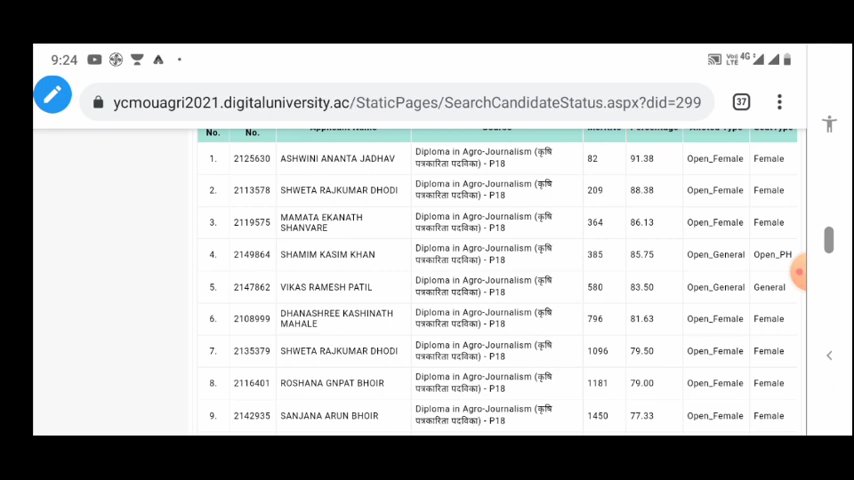 9:24 Voo LTE 4G
ycmouagri2021.digitaluniversity.ac/StaticPages/SearchCandidateStatus.aspx?did=299 37
No. No. Applicant Name Course Percentage
1. 2125630 ASHWINI ANANTA JADHAV Diploma in Agro-Journalism (कृषि पत्रकारिता पदविका) - P18 82 91.38 Open_Female Female
2. 2113578 SHWETA RAJKUMAR DHODI Diploma in Agro-Journalism (कृषि पत्रकारिता पदविका) - P18 209 88.38 Open_Female Female
3. 2119575 MAMATA EKANATH SHANVARE Diploma in Agro-Journalism (कृषि पत्रकारिता पदविका) - P18 364 86.13 Open_Female Female
4. 2149864 SHAMIM KASIM KHAN Diploma in Agro-Journalism (कृषि पत्रकारिता पदविका) - P18 385 85.75 Open_General Open_PH
5. 2147862 VIKAS RAMESH PATIL Diploma in Agro-Journalism (कृषि पत्रकारिता पदविका) - P18 580 83.50 Open_General General
6. 2108999 DHANASHREE KASHINATH MAHALE Diploma in Agro-Journalism (कृषि पत्रकारिता पदविका) - P18 796 81.63 Open_Female Female
7. 2135379 SHWETA RAJKUMAR DHODI Diploma in Agro-Journalism (कृषि पत्रकारिता पदविका) - P18 1096 79.50 Open_Female Female
8. 2116401 ROSHANA GNPAT BHOIR Diploma in Agro-Journalism (कृषि पत्रकारिता पदविका) - P18 1181 79.00 Open_Female Female
9. 2142935 SANJANA ARUN BHOIR Diploma in Agro-Journalism (कृषि पत्रकारिता पदविका) - P18 1450 77.33 Open_Female Female